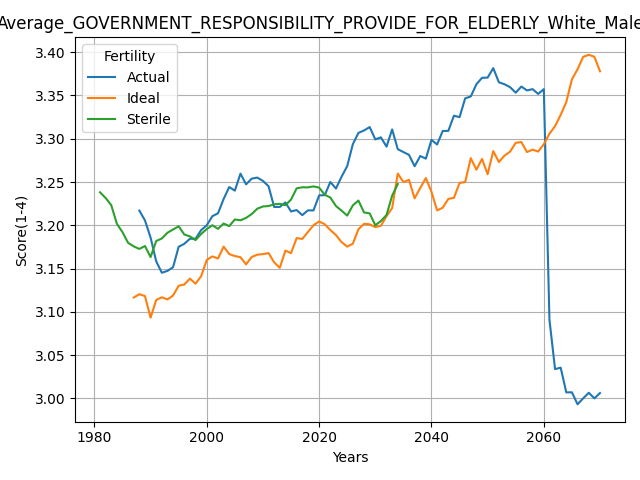 Average_GOVERNMENT_RESPONSIBILITY_PROVIDE_FOR_ELDERLY_White_Male
Fertility
Actual
Ideal
Sterile
Score(1-4)
3.40
3.35
3.30
3.25
3.20
3.15
3.10
3.05
3.00
1980 2000 2020 2040 2060
Years